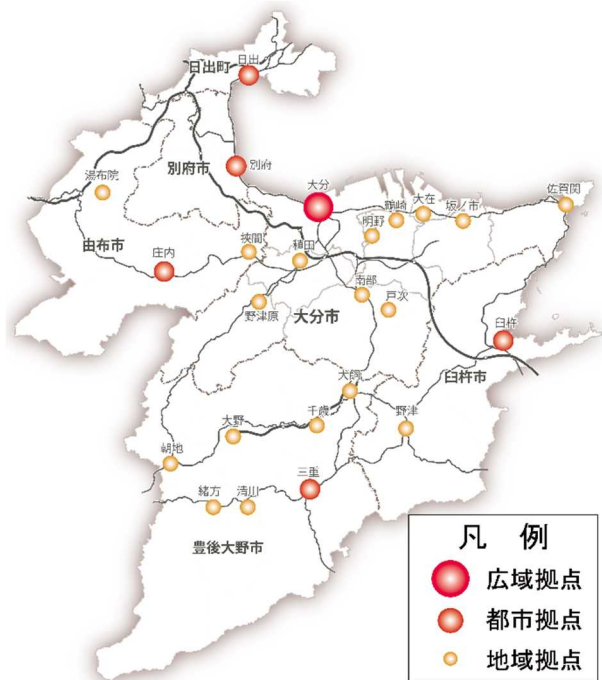 日出
日出町
別府市
別府
湯布院
大分
佐賀関
大在
鶴崎
坂ノ市
明野
由布市
庄内
挾間
稙田
南部
戸次
野津原
大分市
臼杵
臼杵市
犬飼
千歳
野津
大野
朝地
三重
緒方
清川
豊後大野市
凡 例
広域拠点
都市拠点
地域拠点